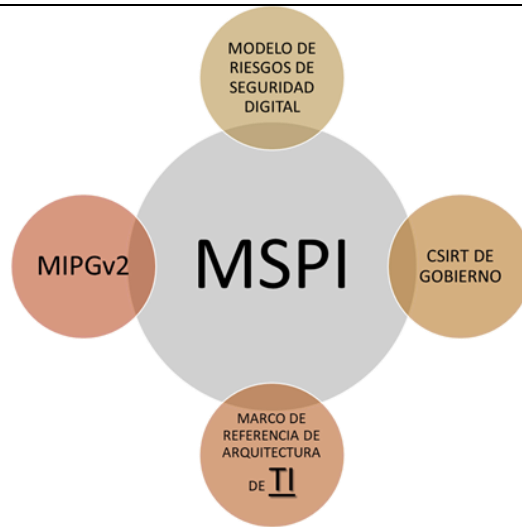 MODELO DE
RIESGOS DE
SEGURIDAD
DIGITAL
MIPGv2
MSPI
CSIRT DE
GOBIERNO
MARCO DE
REFERENCIA DE
ARQUITECTURA
DE TI